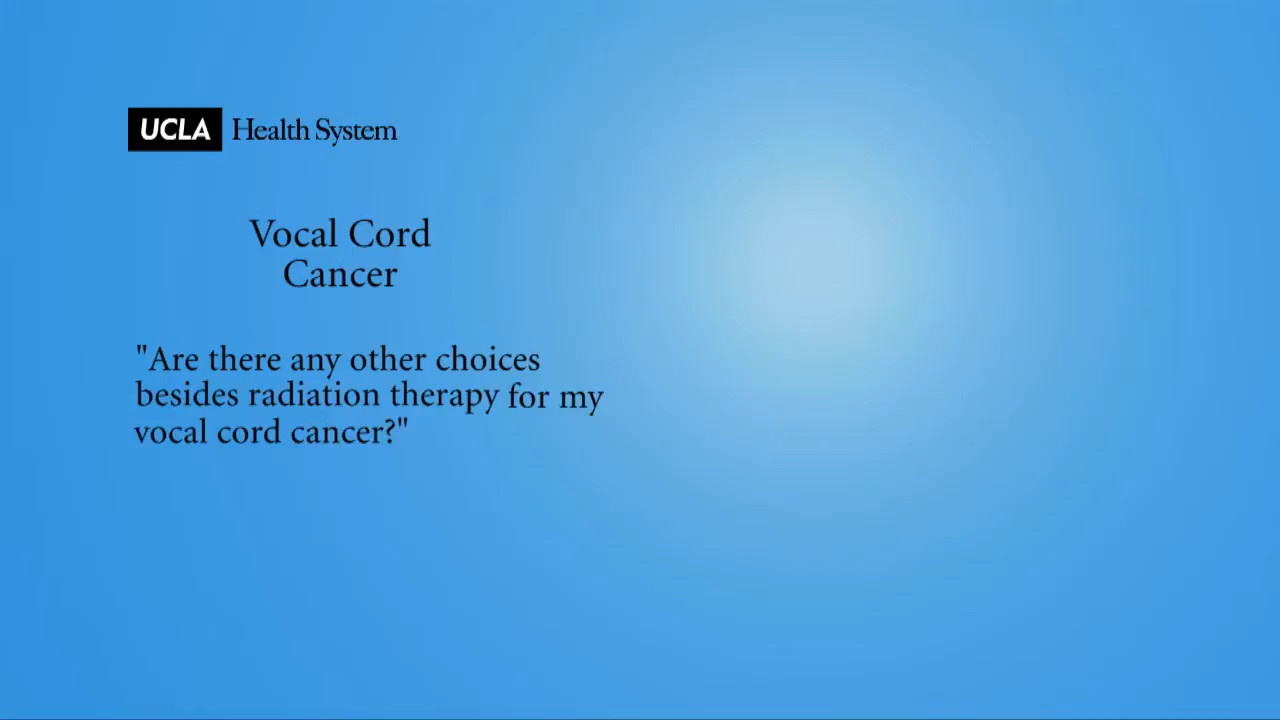 UCLA Health System
Vocal Cord
Cancer
"Are there any other choices
besides radiation therapy for my
vocal cord cancer?"